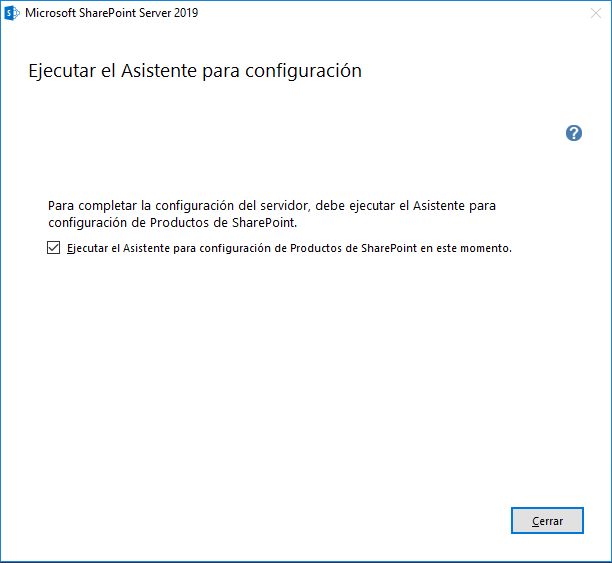 Microsoft SharePoint Server 2019
Ejecutar el Asistente para configuración
?
Para completar la configuración del servidor, debe ejecutar el Asistente para
configuración de Productos de SharePoint.
Ejecutar el Asistente para configuración de Productos de SharePoint en este momento.
Cerrar